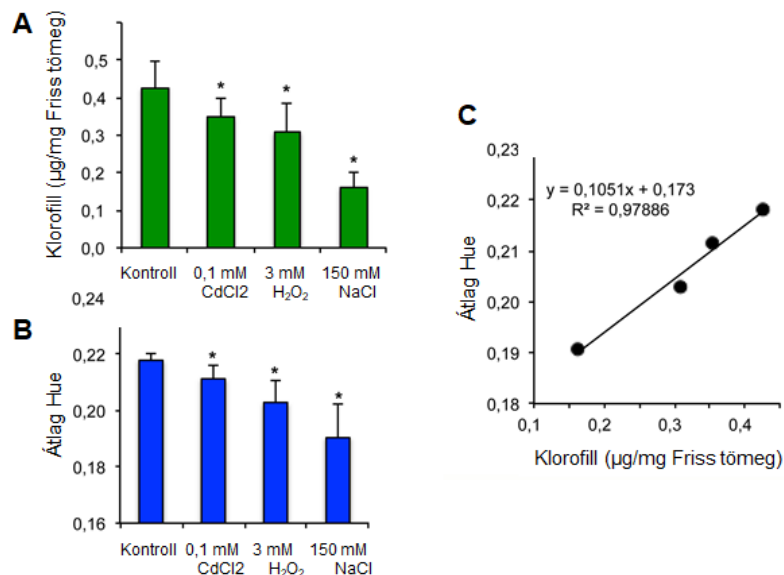 A
Klorofill (µg/mg Friss tömeg)
0,5
0,4
0,3
0,2
0,1
0,0
*
*
*
Kontroll 0,1 mM 3 mM 150 mM
CdCl2 H₂O₂ NaCl
B
Átlag Hue
0,24
0,22
0,20
0,18
0,16
*
*
*
Kontroll 0,1 mM 3 mM 150 mM
CdCl2 H₂O₂ NaCl
C
Átlag Hue
0,23
0,22
0,21
0,20
0,19
0,18
y = 0,1051x + 0,173
R² = 0,97886
0,1 0,2 0,3 0,4
Klorofill (µg/mg Friss tömeg)